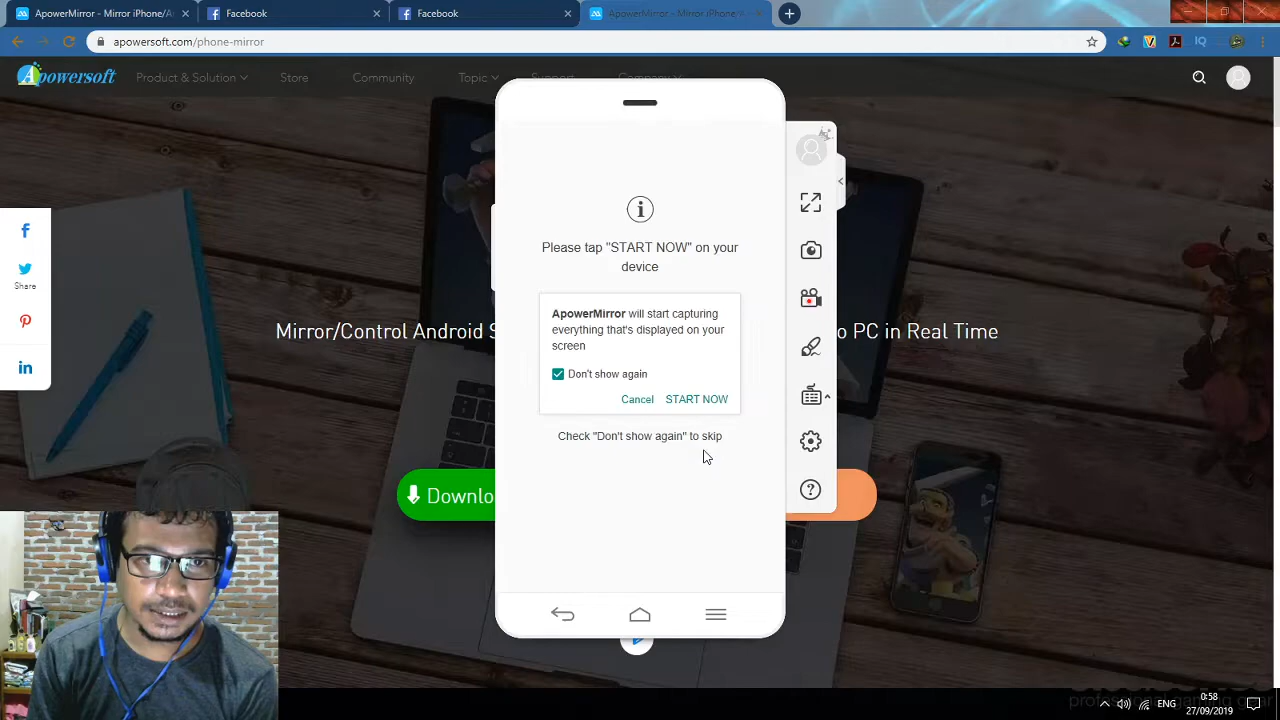 ApowerMirror - Mirror iPhone/A
Facebook
Facebook
ApowerMirror - Mirror iPhone/
apowersoft.com/phone-mirror
Apowersoft
Product & Solution
Store
Community
Topic
Support
Company
Share
Please tap "START NOW" on your
device
ApowerMirror will start capturing
everything that's displayed on your
screen
Don't show again
Cancel
START NOW
Check "Don't show again" to skip
Mirror/Control Android S
o PC in Real Time
Downlo
professional gaming gear
ENG
0:58
27/09/2019